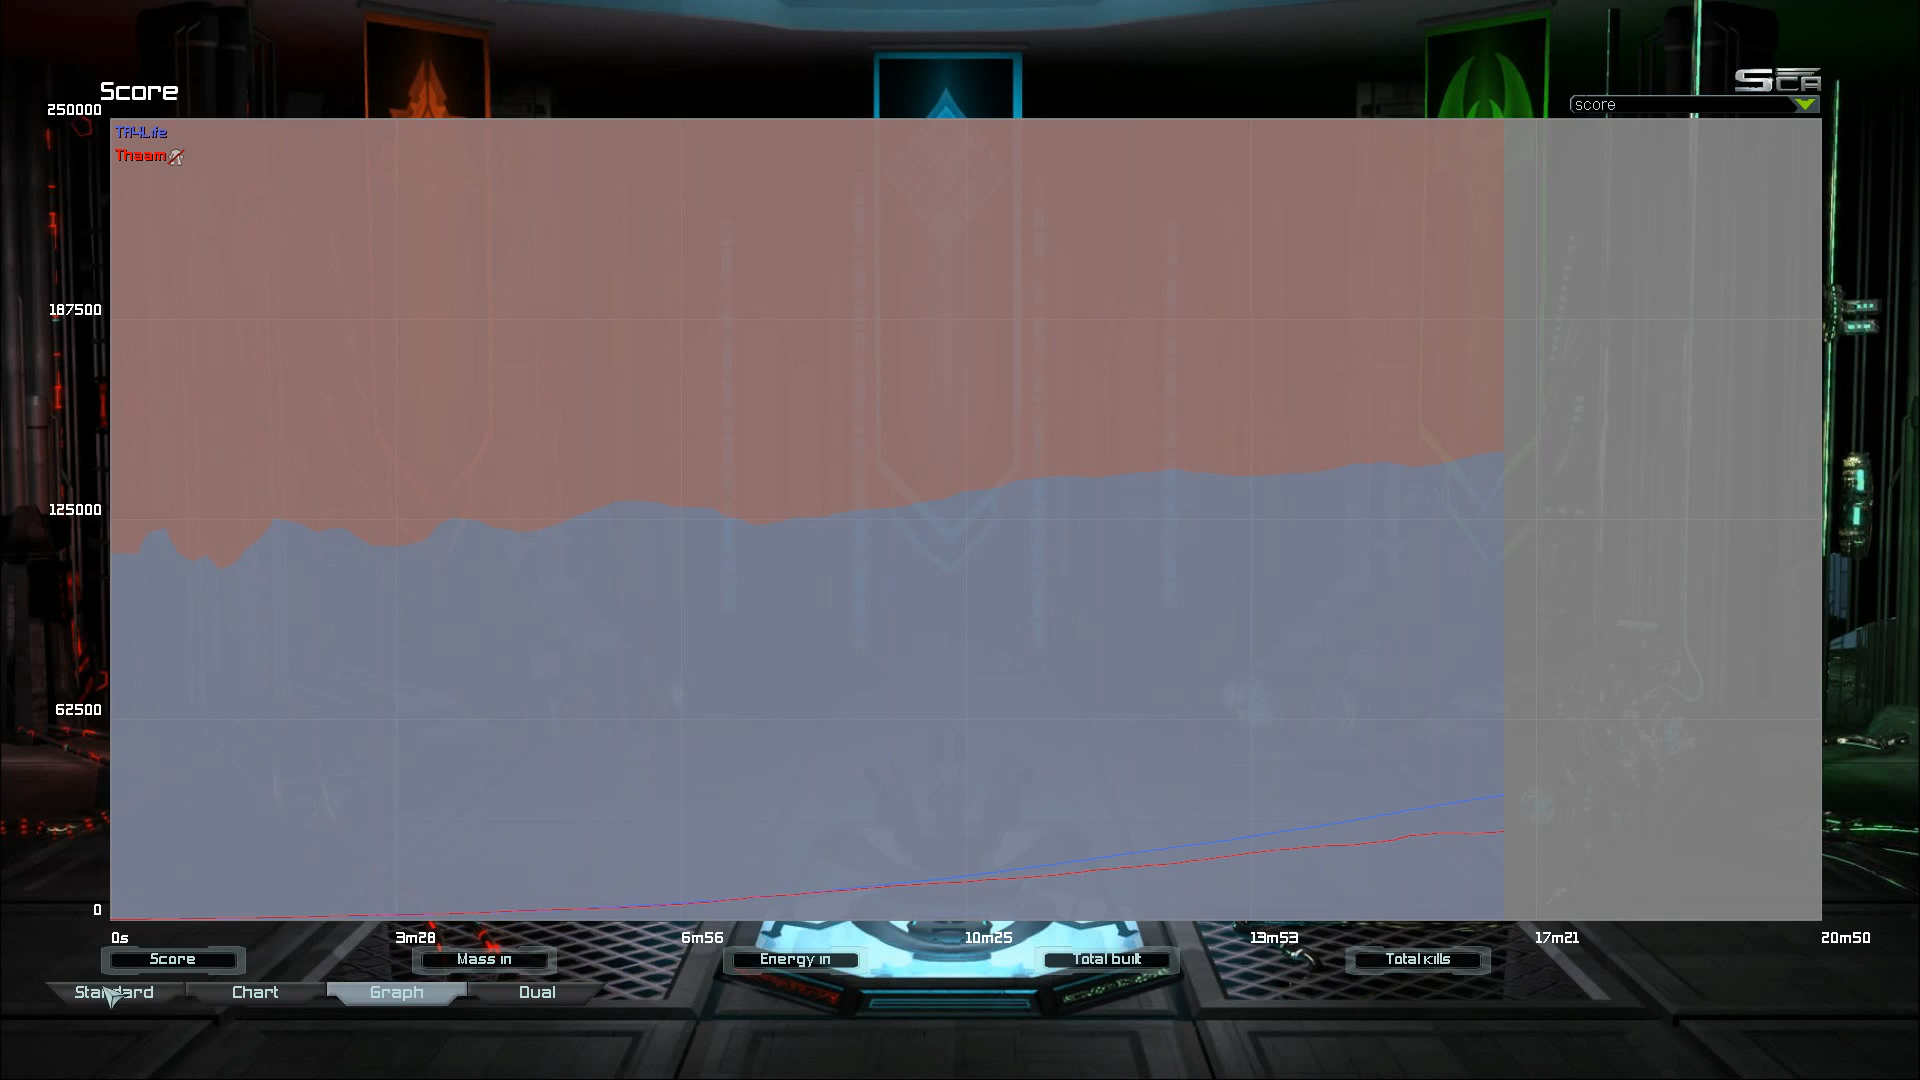 Score
SCA
250000
score
TA4Life
Thaam
187500
125000
62500
0
0s 3m28 6m56 10m25 13m53 17m21 20m50
Score Mass in Energy in Total built Total kills
Standard Chart Graph Dual